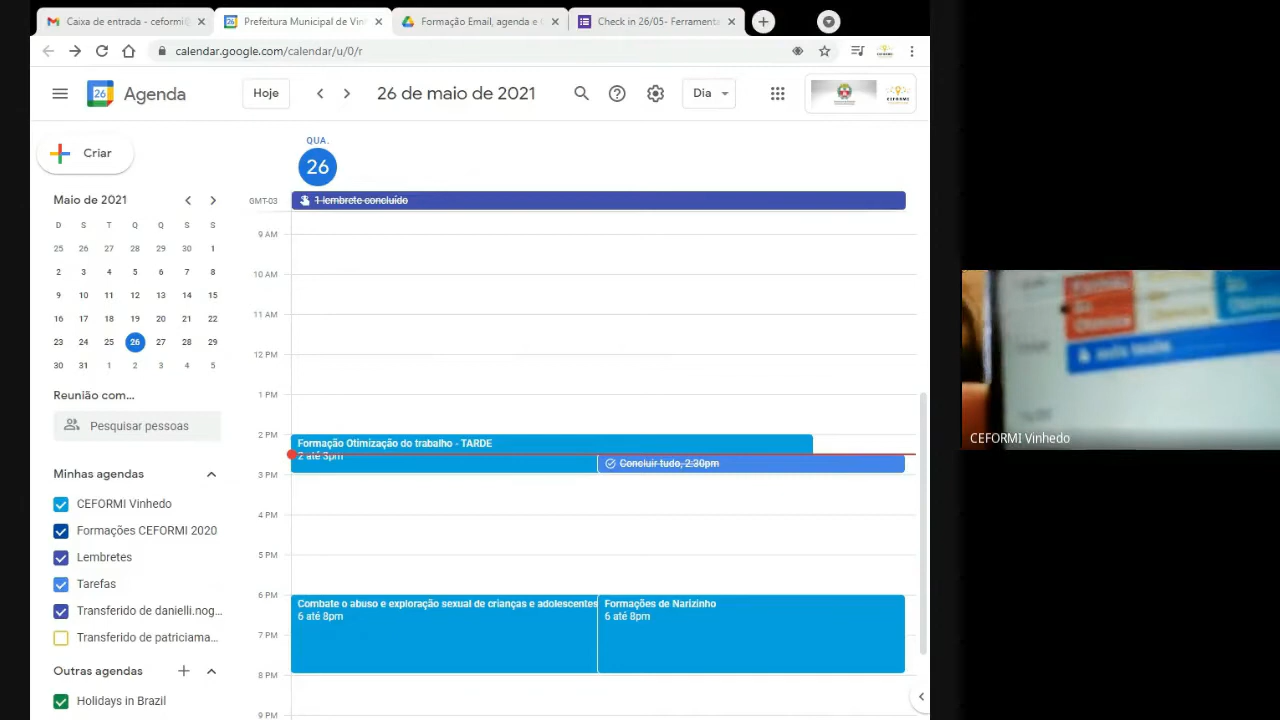 Caixa de entrada - ceformi@
Prefeitura Municipal de Vin
Formação Email, agenda e
Check in 26/05- Ferramenta
calendar.google.com/calendar/u/0/r
26 Agenda
Hoje
26 de maio de 2021
Dia
CEFORMI
Criar
QUA.
26
Maio de 2021
GMT-03
1 lembrete concluído
D S T Q Q S S
25 26 27 28 29 30 1
2 3 4 5 6 7 8
9 10 11 12 13 14 15
16 17 18 19 20 21 22
23 24 25 26 27 28 29
30 31 1 2 3 4 5
9 AM
10 AM
11 AM
12 PM
1 PM
2 PM
3 PM
4 PM
5 PM
6 PM
7 PM
8 PM
9 PM
Formação Otimização do trabalho - TARDE
2 até 3pm
Concluir tudo, 2:30pm
Combate o abuso e exploração sexual de crianças e adolescentes
6 até 8pm
Formações de Narizinho
6 até 8pm
Reunião com...
Pesquisar pessoas
Minhas agendas
CEFORMI Vinhedo
Formações CEFORMI 2020
Lembretes
Tarefas
Transferido de danielli.nog...
Transferido de patriciama...
Outras agendas
Holidays in Brazil
CEFORMI Vinhedo